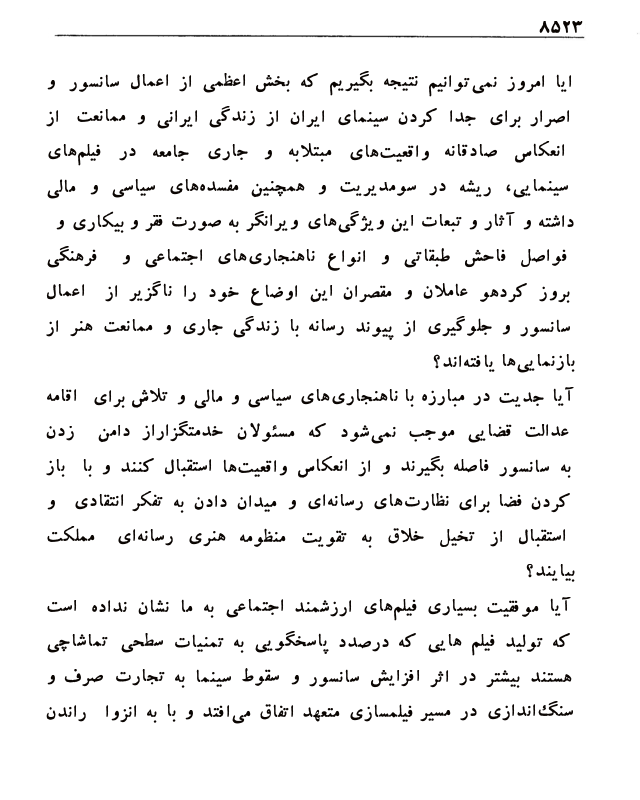 ۸۵۲۳
ایا امروز نمی‌توانیم نتیجه بگیریم که بخش اعظمی از اعمال سانسور و
اصرار برای جدا کردن سینمای ایران از زندگی ایرانی و ممانعت از
انعکاس صادقانه واقعیت‌های مبتلابه و جاری جامعه در فیلم‌های
سینمایی، ریشه در سومدیریت و همچنین مفسده‌های سیاسی و مالی
داشته و آثار و تبعات این ویژگی‌های ویرانگر به صورت فقر و بیکاری و
فواصل فاحش طبقاتی و انواع ناهنجاری‌های اجتماعی و فرهنگی
بروز کردهو عاملان و مقصران این اوضاع خود را ناگزیر از اعمال
سانسور و جلوگیری از پیوند رسانه با زندگی جاری و ممانعت هنر از
بازنمایی‌ها یافته‌اند؟
آیا جدیت در مبارزه با ناهنجاری‌های سیاسی و مالی و تلاش برای اقامه
عدالت قضایی موجب نمی‌شود که مسئولان خدمتگزاراز دامن زدن
به سانسور فاصله بگیرند و از انعکاس واقعیت‌ها استقبال کنند و با باز
کردن فضا برای نظارت‌های رسانه‌ای و میدان دادن به تفکر انتقادی و
استقبال از تخیل خلاق به تقویت منظومه هنری رسانه‌ای مملکت
بیایند؟
آیا موفقیت بسیاری فیلم‌های ارزشمند اجتماعی به ما نشان نداده است
که تولید فیلم هایی که درصدد پاسخگویی به تمنیات سطحی تماشاچی
هستند بیشتر در اثر افزایش سانسور و سقوط سینما به تجارت صرف و
سنگ‌اندازی در مسیر فیلمسازی متعهد اتفاق می‌افتد و با به انزوا راندن